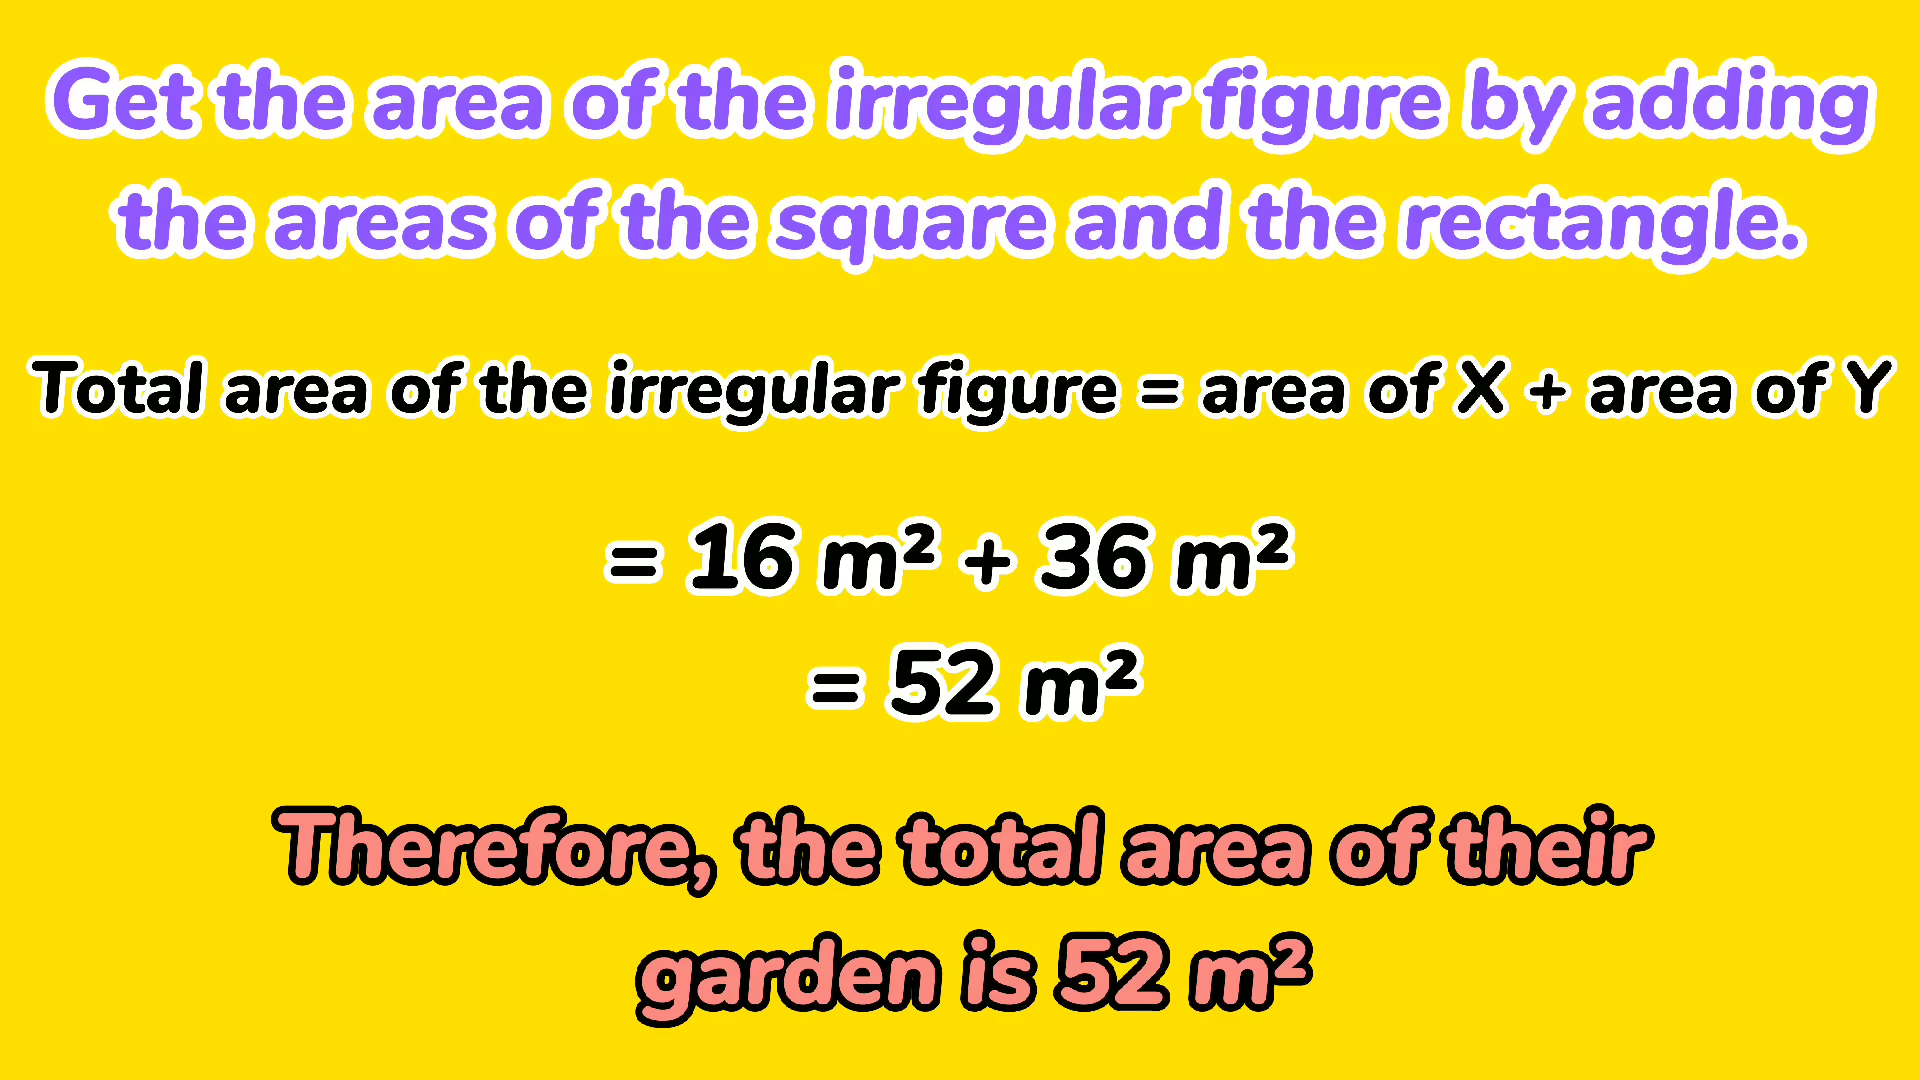 Get the area of the irregular figure by adding
the areas of the square and the rectangle.
Total area of the irregular figure = area of X + area of Y
= 16 m² + 36 m²
= 52 m²
Therefore, the total area of their
garden is 52 m²